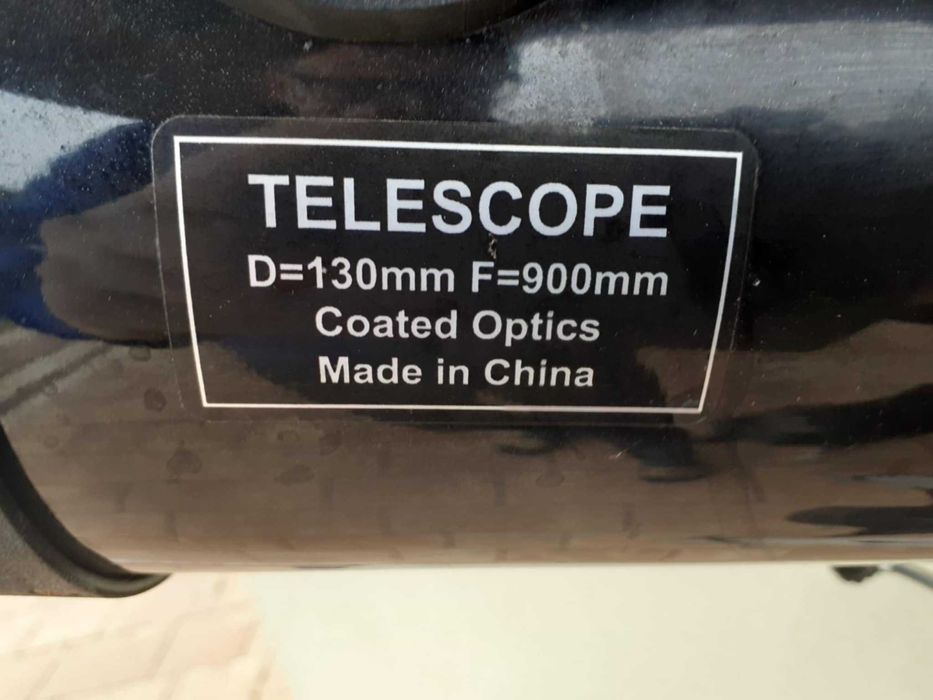 TELESCOPE
D=130mm F=900mm
Coated Optics
Made in China